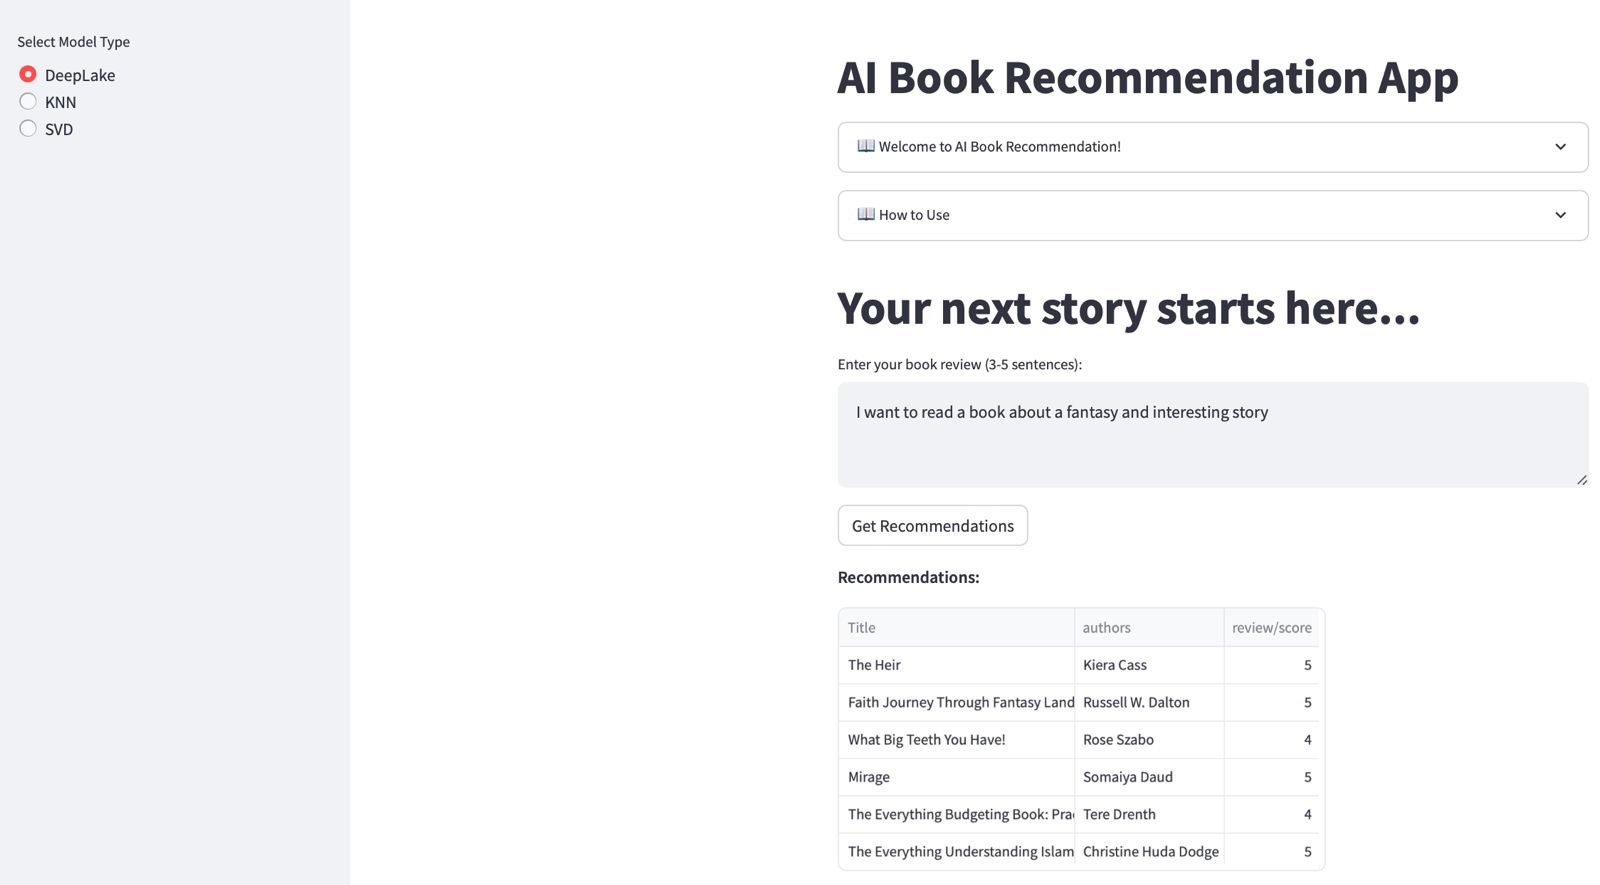 Select Model Type
DeepLake
KNN
SVD
AI Book Recommendation App
📖 Welcome to AI Book Recommendation!
📖 How to Use
Your next story starts here...
Enter your book review (3-5 sentences):
I want to read a book about a fantasy and interesting story
Get Recommendations
Recommendations:
Title authors review/score
The Heir Kiera Cass 5
Faith Journey Through Fantasy Land Russell W. Dalton 5
What Big Teeth You Have! Rose Szabo 4
Mirage Somaiya Daud 5
The Everything Budgeting Book: Prac Tere Drenth 4
The Everything Understanding Islam Christine Huda Dodge 5